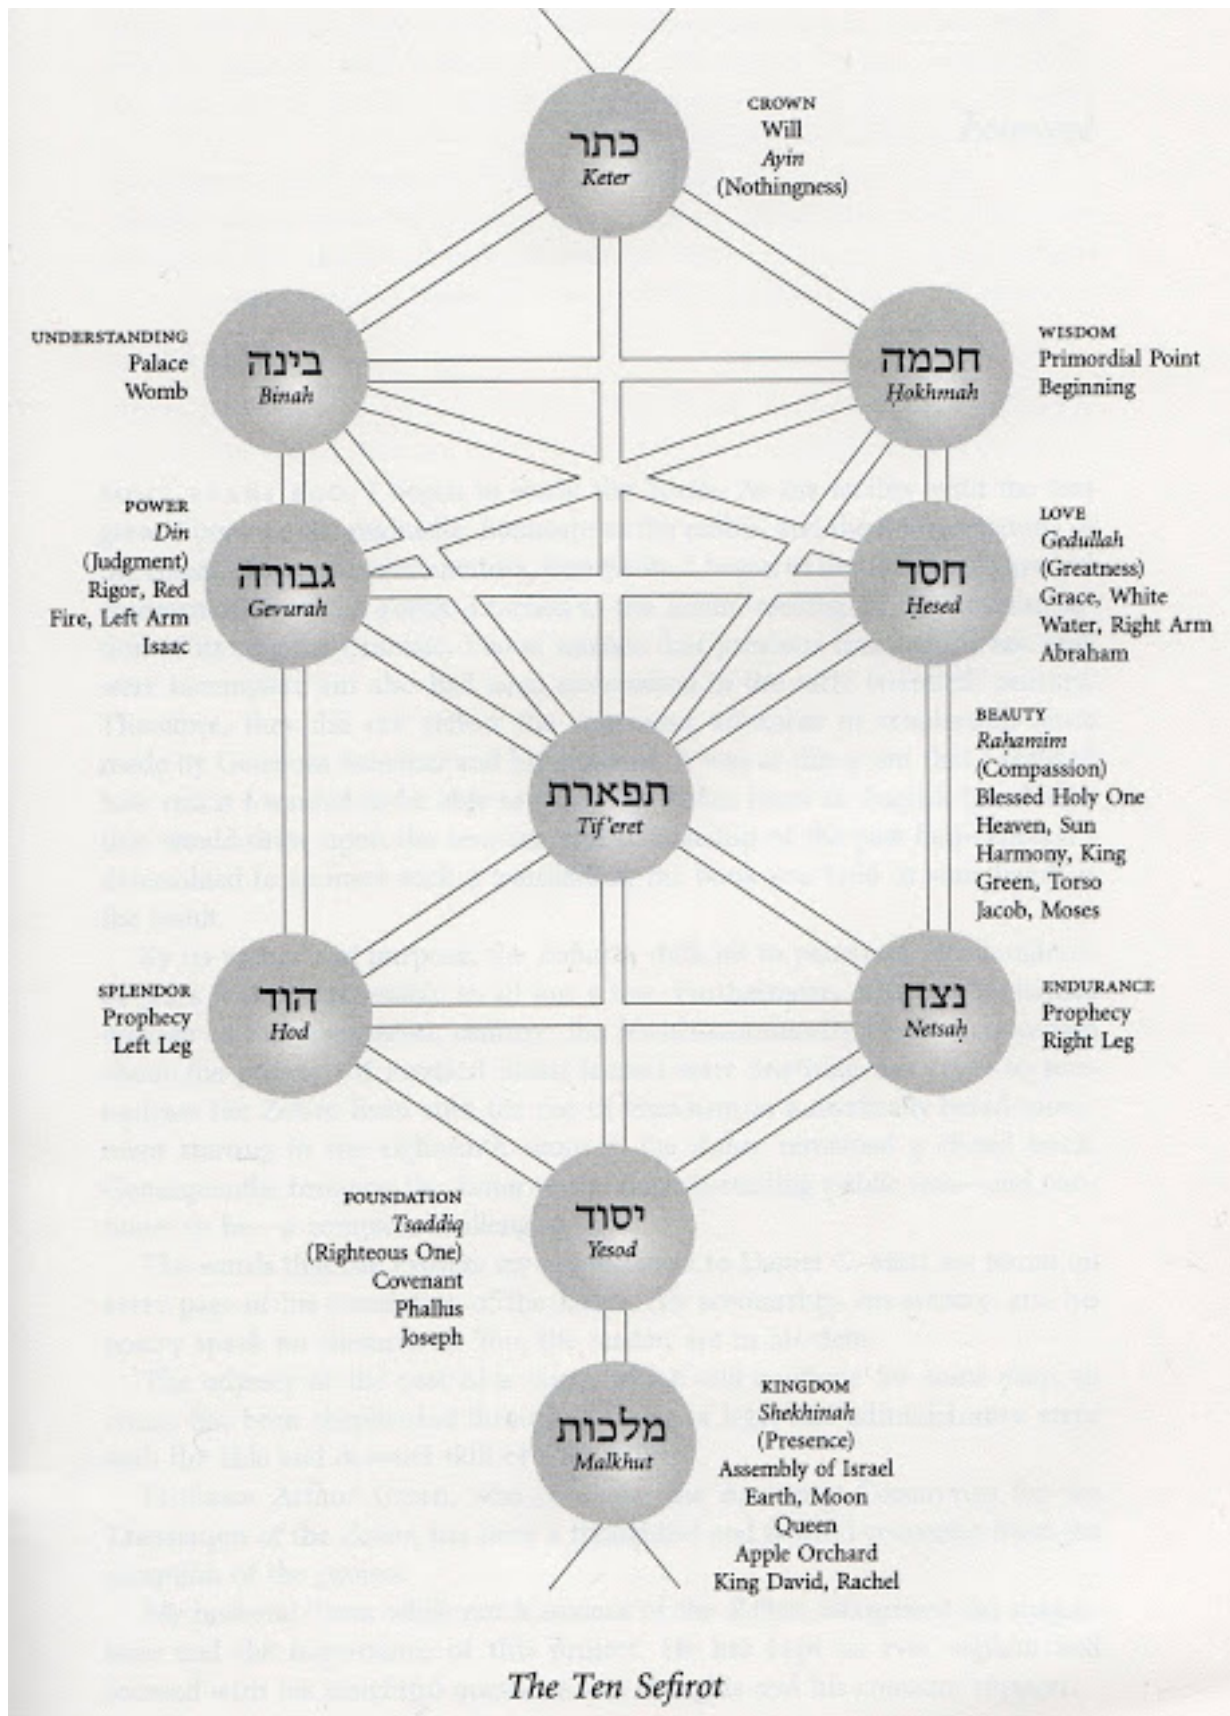 כתר
Keter
CROWN
Will
Ayin
(Nothingness)
בינה
Binah
UNDERSTANDING
Palace
Womb
חכמה
Ḥokhmah
WISDOM
Primordial Point
Beginning
גבורה
Gevurah
POWER
Din
(Judgment)
Rigor, Red
Fire, Left Arm
Isaac
חסד
Ḥesed
LOVE
Gedullah
(Greatness)
Grace, White
Water, Right Arm
Abraham
תפארת
Tif'eret
BEAUTY
Raḥamim
(Compassion)
Blessed Holy One
Heaven, Sun
Harmony, King
Green, Torso
Jacob, Moses
הוד
Hod
SPLENDOR
Prophecy
Left Leg
נצח
Netsaḥ
ENDURANCE
Prophecy
Right Leg
יסוד
Yesod
FOUNDATION
Tsaddiq
(Righteous One)
Covenant
Phallus
Joseph
מלכות
Malkhut
KINGDOM
Shekhinah
(Presence)
Assembly of Israel
Earth, Moon
Queen
Apple Orchard
King David, Rachel
The Ten Sefirot